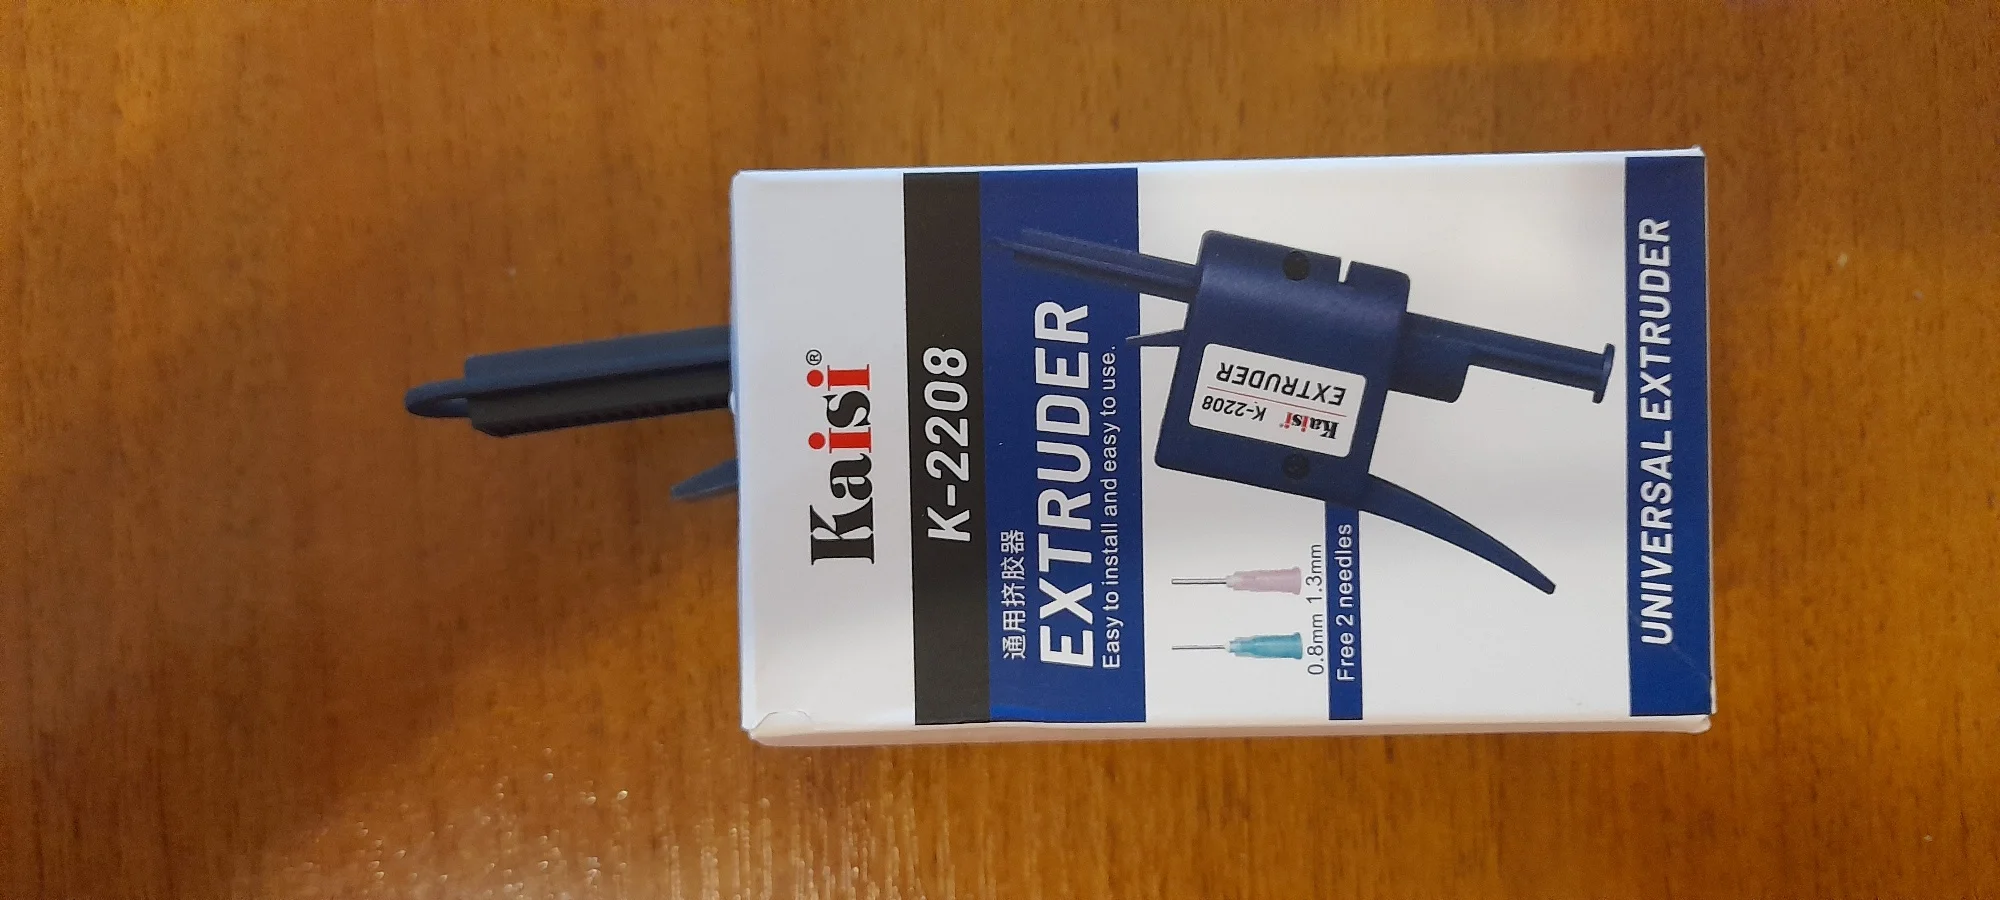 Kaisi®
K-2208
通用挤胶器
EXTRUDER
Easy to install and easy to use.
Kaisi K-2208
EXTRUDER
0.8mm 1.3mm
Free 2 needles
UNIVERSAL EXTRUDER